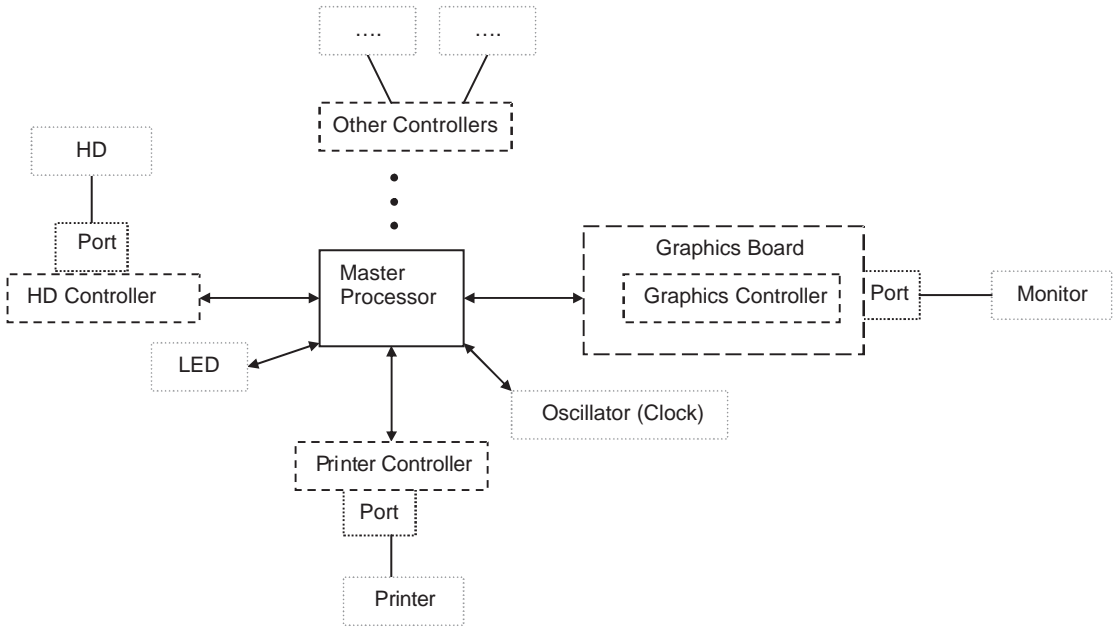 ….
….
Other Controllers
HD
Port
HD Controller
Master
Processor
Graphics Board
Graphics Controller
Port
Monitor
LED
Oscillator (Clock)
Printer Controller
Port
Printer